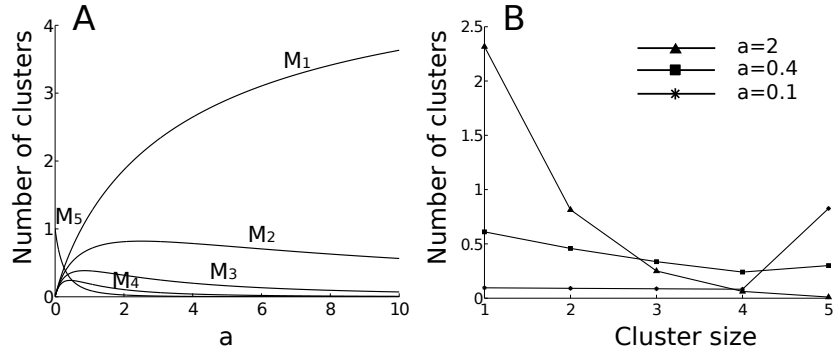 A
Number of clusters
4
3
2
1
0
M1
M5
M2
M3
M4
0 2 4 6 8 10
a
B
Number of clusters
2.5
2
1.5
1
0.5
0
a=2
a=0.4
a=0.1
1 2 3 4 5
Cluster size